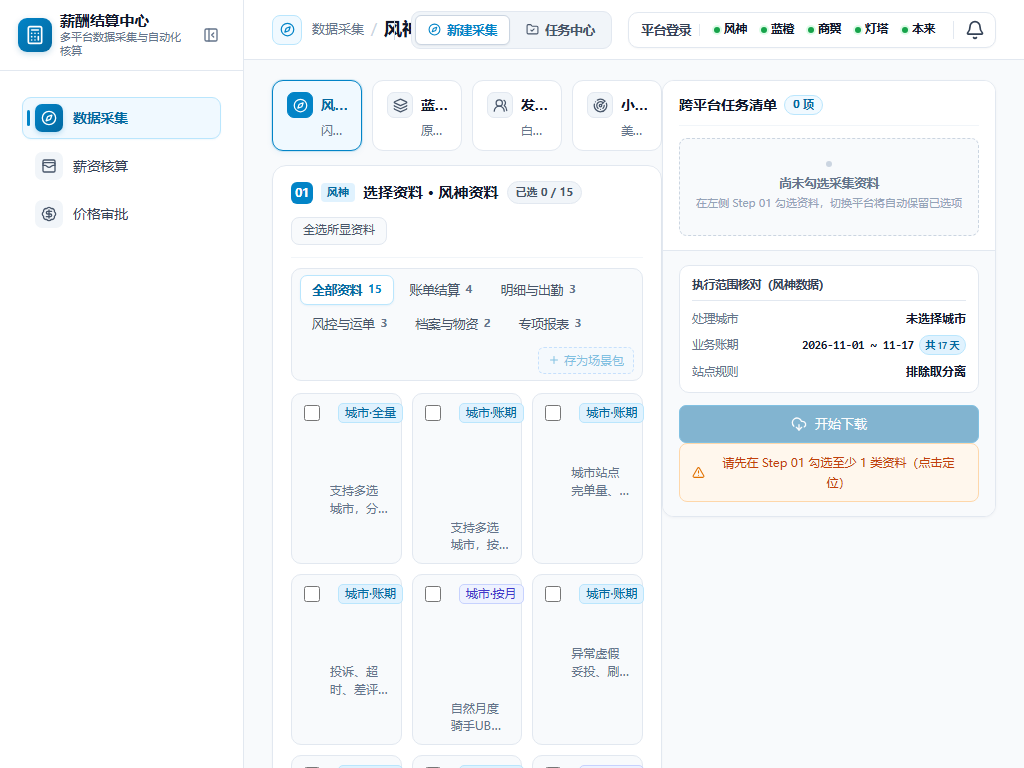 薪酬结算中心
多平台数据采集与自动化
核算
数据采集
薪资核算
价格审批
数据采集 / 风神
新建采集
任务中心
平台登录
风神
蓝橙
商贸
灯塔
本来
风...
闪...
蓝...
原...
发...
白...
小...
美...
01 风神 选择资料 • 风神资料 已选 0 / 15
全选所显资料
全部资料 15
账单结算 4
明细与出勤 3
风控与运单 3
档案与物资 2
专项报表 3
+ 存为场景包
城市·全量
支持多选
城市，分...
城市·账期
支持多选
城市，按...
城市·账期
城市站点
完单量、...
城市·账期
投诉、超
时、差评...
城市·按月
自然月度
骑手UB...
城市·账期
异常虚假
妥投、刷...
跨平台任务清单 0 项
尚未勾选采集资料
在左侧 Step 01 勾选资料，切换平台将自动保留已选项
执行范围核对（风神数据）
处理城市 未选择城市
业务账期 2026-11-01 ~ 11-17 共 17 天
站点规则 排除取分离
开始下载
请先在 Step 01 勾选至少 1 类资料（点击定
位）